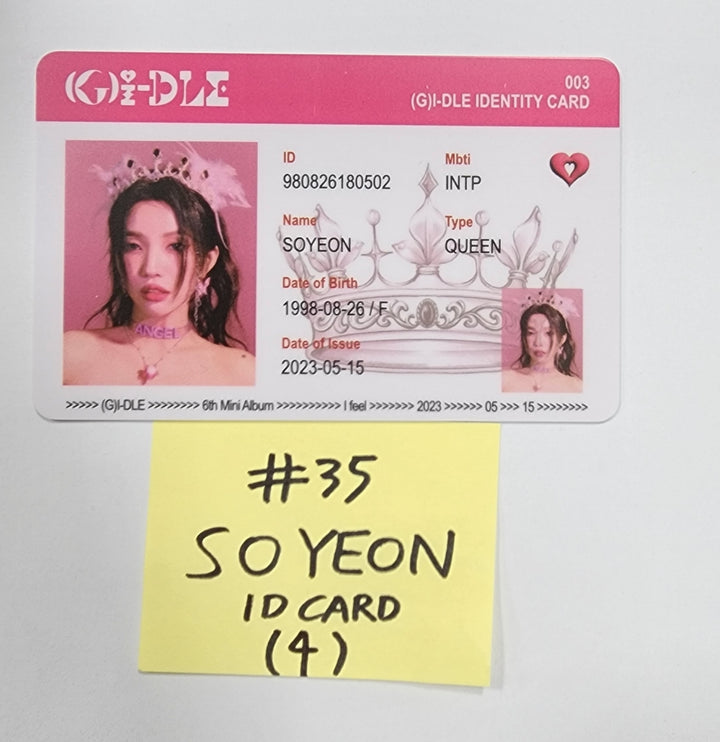 (G)I-DLE
003
(G)I-DLE IDENTITY CARD
ID
980826180502
Mbti
INTP
Name
SOYEON
Type
QUEEN
Date of Birth
1998-08-26 / F
Date of Issue
2023-05-15
ANGEL
>>>>> (G)I-DLE >>>>>>>> 6th Mini Album >>>>>>>>>> I feel >>>>>>> 2023 >>>>>> 05 >>> 15 >>>>>>>>
#35
SOYEON
ID CARD
(4)